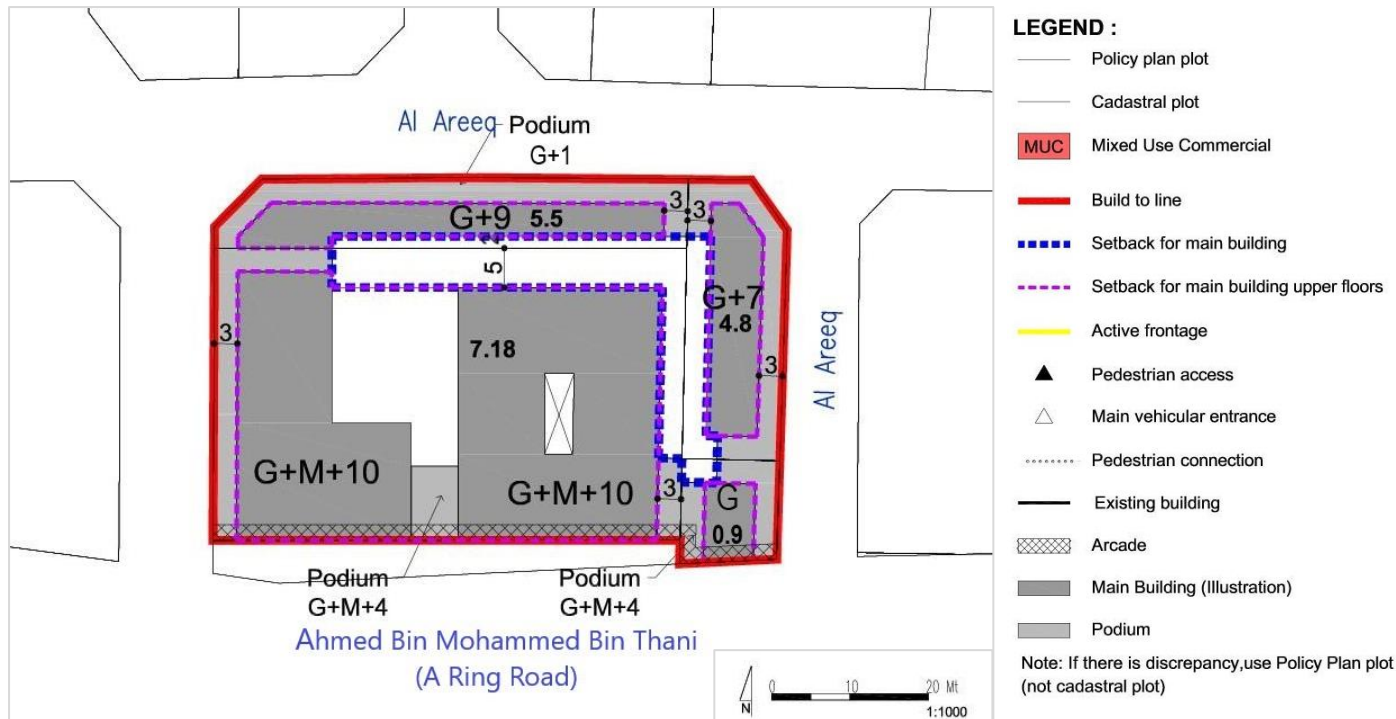 Al Areeq
Podium
G+1
3
3
G+9
5.5
2
5
G+7
4.8
Al Areeq
3
7.18
3
G+M+10
G+M+10
3
G
0.9
Podium
G+M+4
Podium
G+M+4
Ahmed Bin Mohammed Bin Thani
(A Ring Road)
N
0 10 20 Mt
1:1000
LEGEND :
Policy plan plot
Cadastral plot
MUC Mixed Use Commercial
Build to line
Setback for main building
Setback for main building upper floors
Active frontage
Pedestrian access
Main vehicular entrance
Pedestrian connection
Existing building
Arcade
Main Building (Illustration)
Podium
Note: If there is discrepancy,use Policy Plan plot
(not cadastral plot)